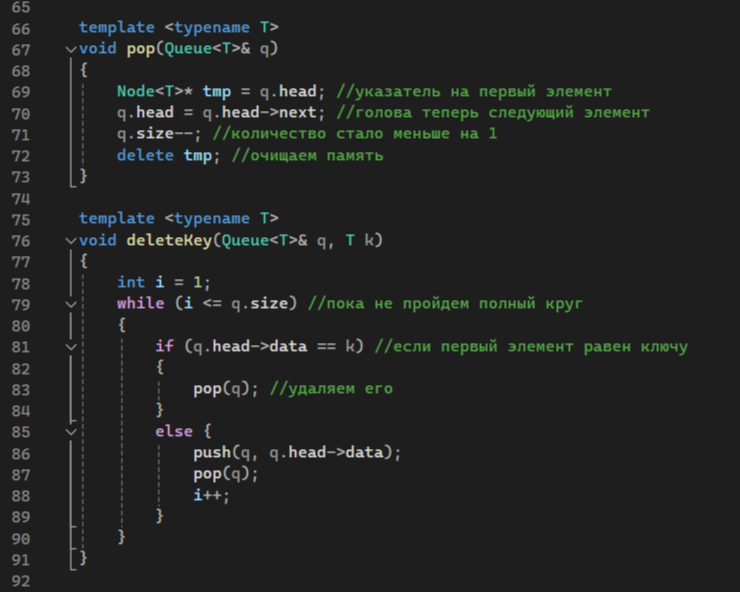 65
66 template <typename T>
67 void pop(Queue<T>& q)
68 {
69 Node<T>* tmp = q.head; //указатель на первый элемент
70 q.head = q.head->next; //голова теперь следующий элемент
71 q.size--; //количество стало меньше на 1
72 delete tmp; //очищаем память
73 }
74
75 template <typename T>
76 void deleteKey(Queue<T>& q, T k)
77 {
78 int i = 1;
79 while (i <= q.size) //пока не пройдем полный круг
80 {
81 if (q.head->data == k) //если первый элемент равен ключу
82 {
83 pop(q); //удаляем его
84 }
85 else {
86 push(q, q.head->data);
87 pop(q);
88 i++;
89 }
90 }
91 }
92